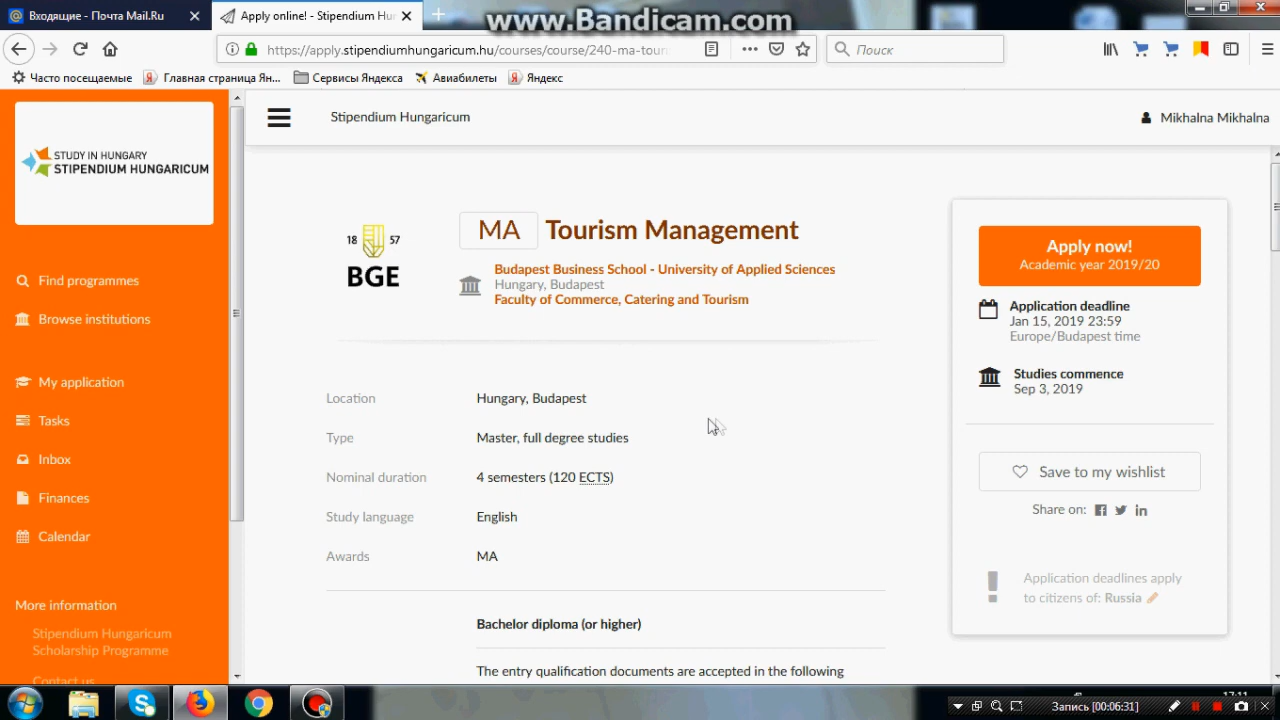 www.Bandicam.com
Входящие - Почта Mail.Ru
Apply online! - Stipendium Hun
https://apply.stipendiumhungaricum.hu/courses/course/240-ma-touri
Поиск
Часто посещаемые
Главная страница Ян...
Сервисы Яндекса
Авиабилеты
Яндекс
STUDY IN HUNGARY
STIPENDIUM HUNGARICUM
Find programmes
Browse institutions
My application
Tasks
Inbox
Finances
Calendar
More information
Stipendium Hungaricum
Scholarship Programme
Contact us
Stipendium Hungaricum
Mikhalna Mikhalna
18 57
BGE
MA Tourism Management
Budapest Business School - University of Applied Sciences
Hungary, Budapest
Faculty of Commerce, Catering and Tourism
Location Hungary, Budapest
Type Master, full degree studies
Nominal duration 4 semesters (120 ECTS)
Study language English
Awards MA
Bachelor diploma (or higher)
The entry qualification documents are accepted in the following
Apply now!
Academic year 2019/20
Application deadline
Jan 15, 2019 23:59
Europe/Budapest time
Studies commence
Sep 3, 2019
Save to my wishlist
Share on:
Application deadlines apply
to citizens of: Russia
17:11
Запись [00:06:31]